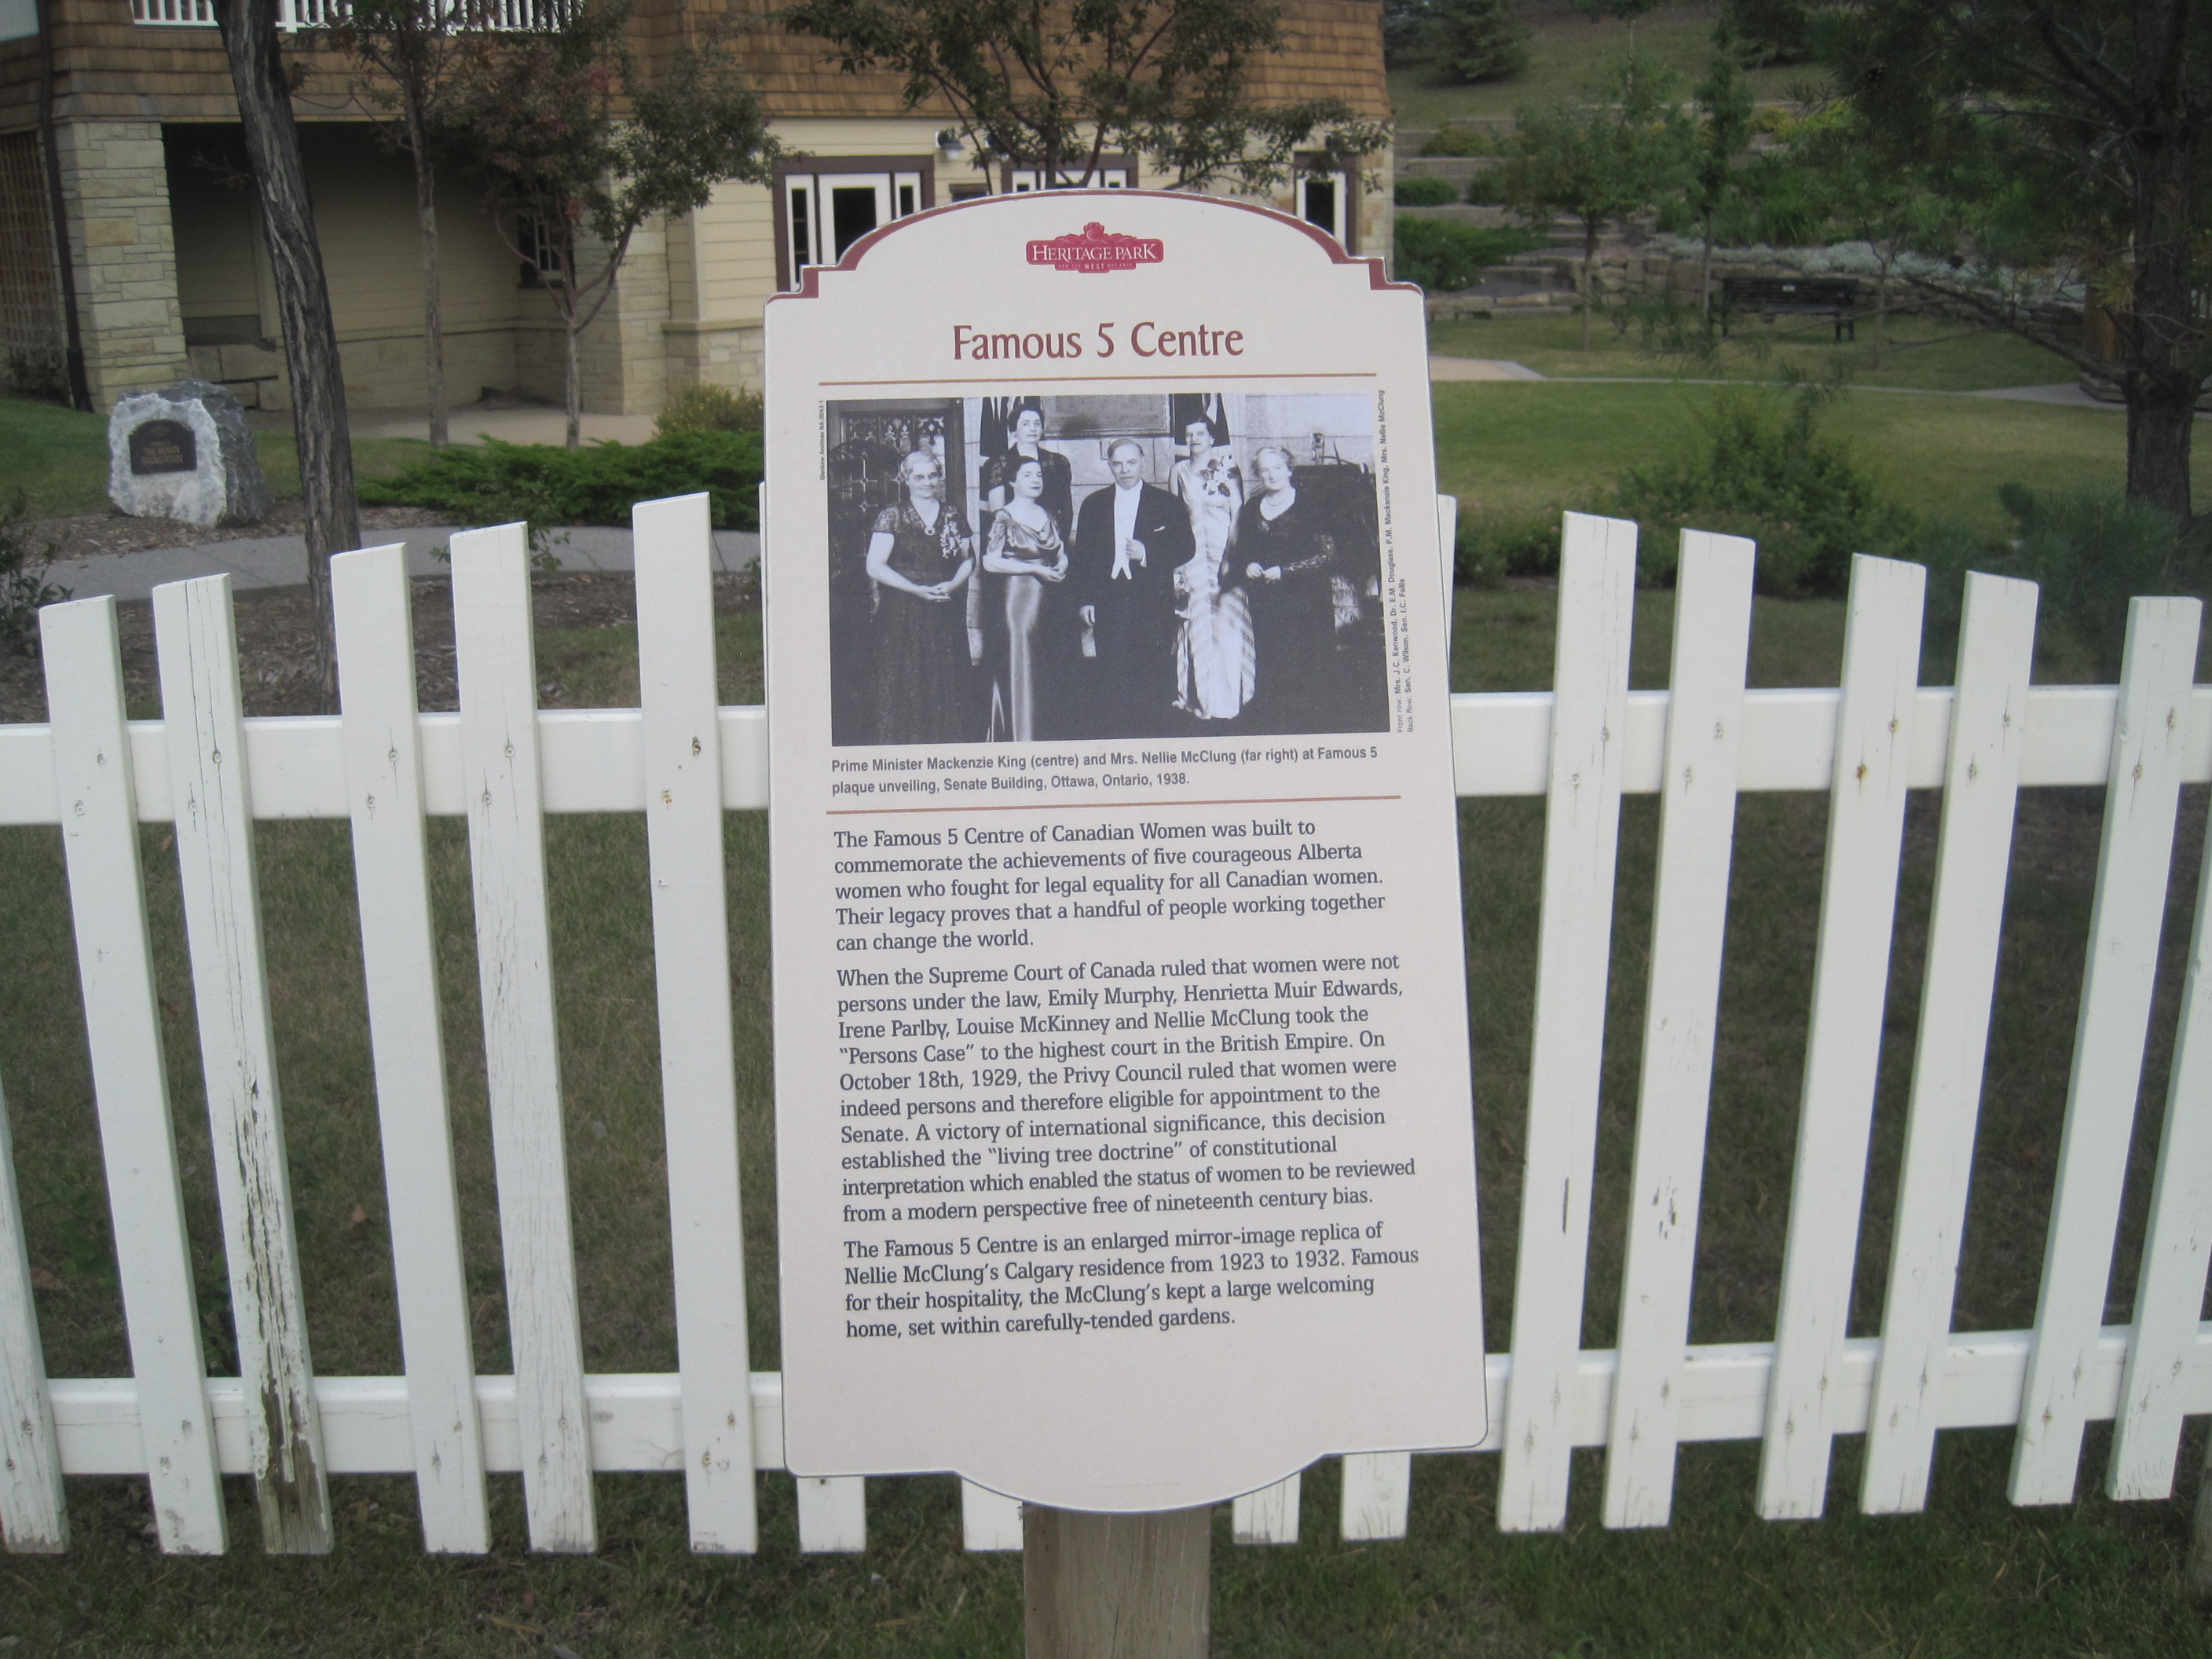 HERITAGE PARK
WEST
Famous 5 Centre
Glenbow Archives NA-3043-1
Front row: Mrs. J.C. Kenwood, Dr. E.M. Douglass, P.M. Mackenzie King, Mrs. Nellie McClung
Back Row: Sen. C. Wilson, Sen. I.C. Fallis
Prime Minister Mackenzie King (centre) and Mrs. Nellie McClung (far right) at Famous 5
plaque unveiling, Senate Building, Ottawa, Ontario, 1938.
The Famous 5 Centre of Canadian Women was built to
commemorate the achievements of five courageous Alberta
women who fought for legal equality for all Canadian women.
Their legacy proves that a handful of people working together
can change the world.
When the Supreme Court of Canada ruled that women were not
persons under the law, Emily Murphy, Henrietta Muir Edwards,
Irene Parlby, Louise McKinney and Nellie McClung took the
“Persons Case” to the highest court in the British Empire. On
October 18th, 1929, the Privy Council ruled that women were
indeed persons and therefore eligible for appointment to the
Senate. A victory of international significance, this decision
established the “living tree doctrine” of constitutional
interpretation which enabled the status of women to be reviewed
from a modern perspective free of nineteenth century bias.
The Famous 5 Centre is an enlarged mirror-image replica of
Nellie McClung's Calgary residence from 1923 to 1932. Famous
for their hospitality, the McClung's kept a large welcoming
home, set within carefully-tended gardens.